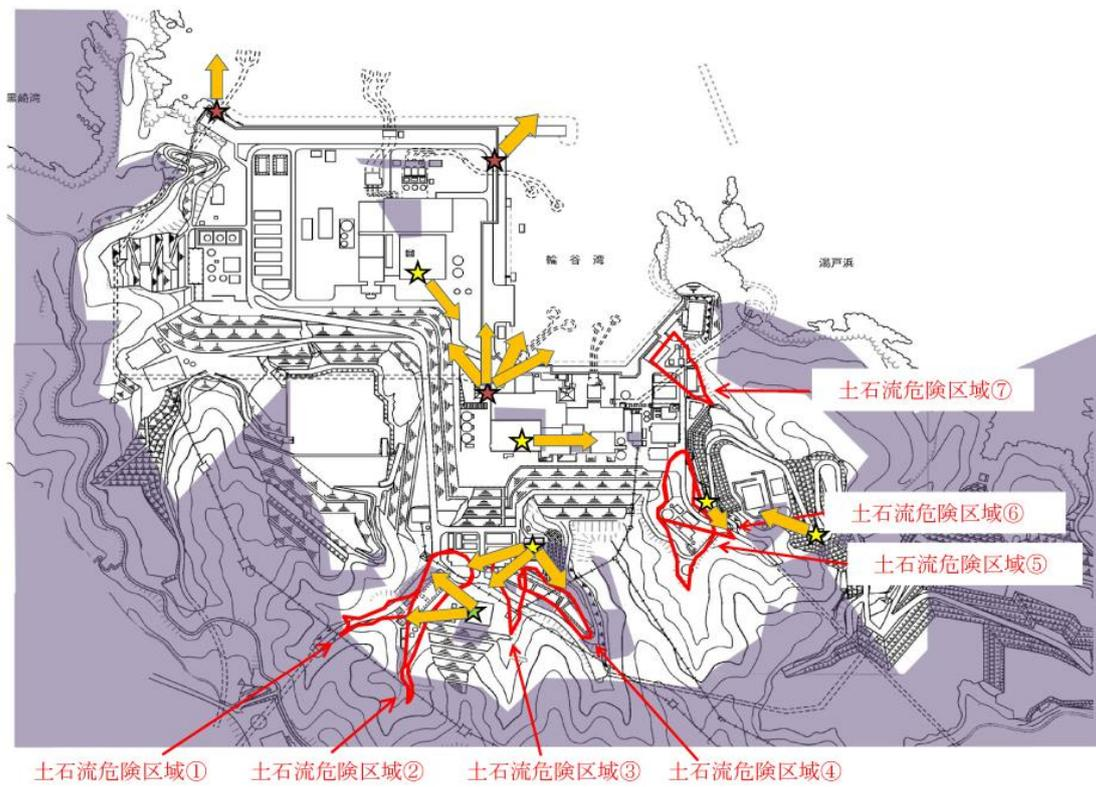 黒崎湾
輪谷湾
湯戸浜
土石流危険区域⑦
土石流危険区域⑥
土石流危険区域⑤
土石流危険区域①
土石流危険区域②
土石流危険区域③
土石流危険区域④